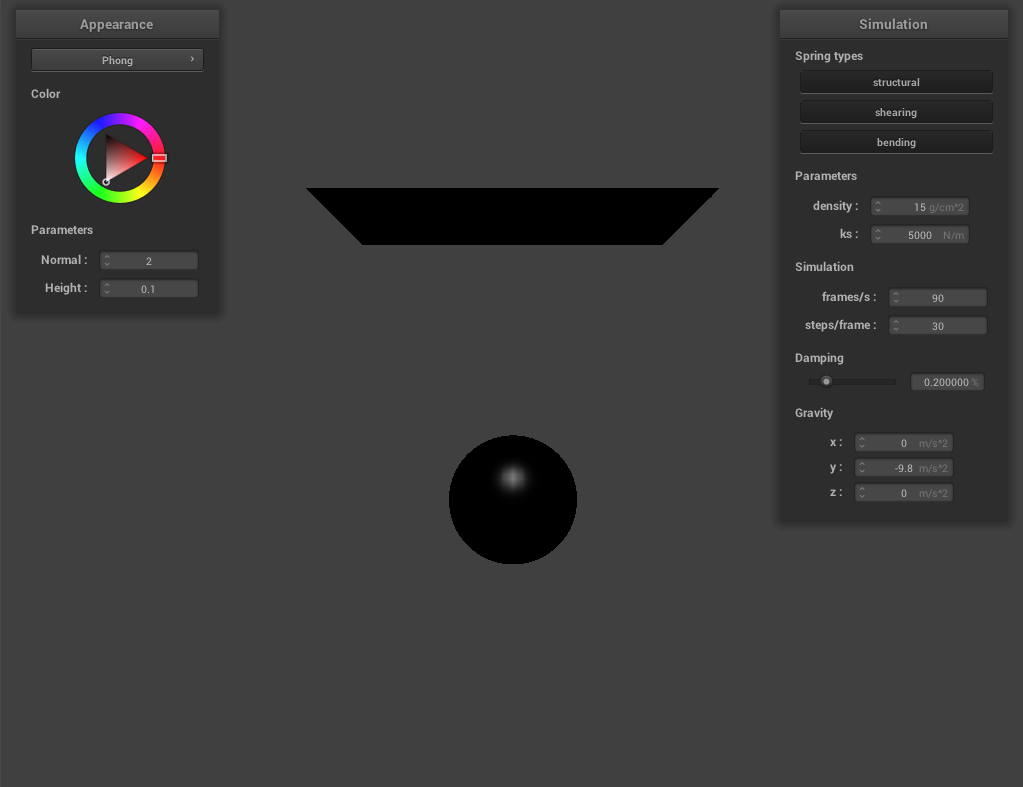 Appearance
Phong
Color
Parameters
Normal : 2
Height : 0.1
Simulation
Spring types
structural
shearing
bending
Parameters
density : 15 g/cm^2
ks : 5000 N/m
Simulation
frames/s : 90
steps/frame : 30
Damping
0.200000 %
Gravity
x : 0 m/s^2
y : -9.8 m/s^2
z : 0 m/s^2